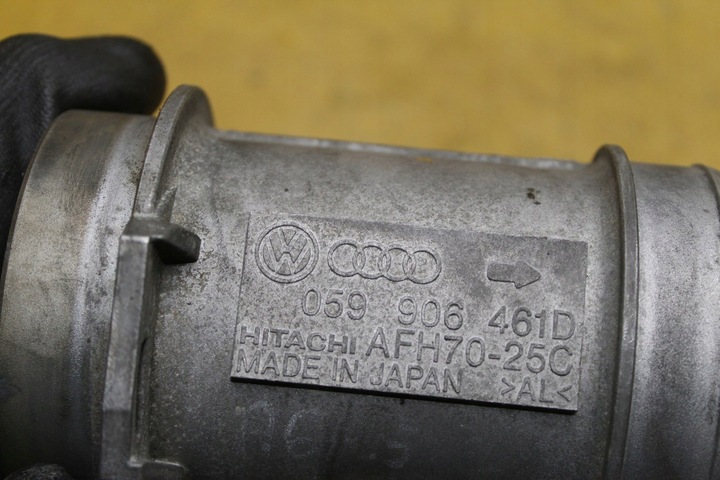 059 906 461D
HITACHI AFH70-25C
MADE IN JAPAN >AL<